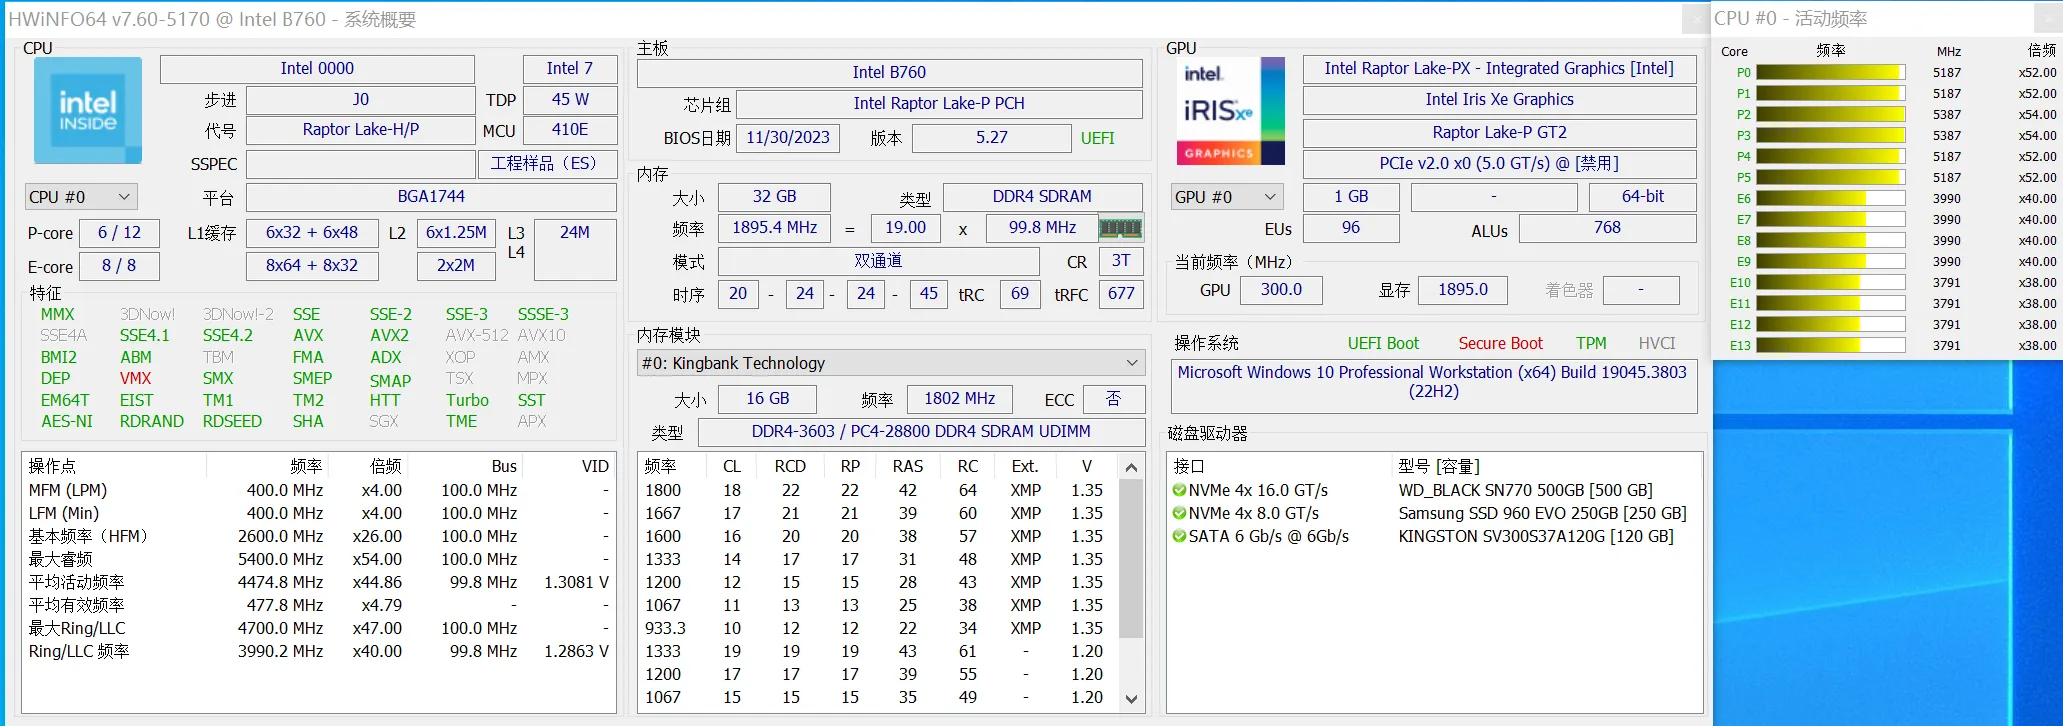 HWiNFO64 v7.60-5170 @ Intel B760 - 系统概要
CPU
intel INSIDE
Intel 0000 Intel 7
步进 J0 TDP 45 W
代号 Raptor Lake-H/P MCU 410E
SSPEC 工程样品（ES）
CPU #0 平台 BGA1744
P-core 6 / 12 L1缓存 6x32 + 6x48 L2 6x1.25M L3 24M
E-core 8 / 8 8x64 + 8x32 2x2M L4
特征
MMX 3DNow! 3DNow!-2 SSE SSE-2 SSE-3 SSSE-3
SSE4A SSE4.1 SSE4.2 AVX AVX2 AVX-512 AVX10
BMI2 ABM TBM FMA ADX XOP AMX
DEP VMX SMX SMEP SMAP TSX MPX
EM64T EIST TM1 TM2 HTT Turbo SST
AES-NI RDRAND RDSEED SHA SGX TME APX
操作点 频率 倍频 Bus VID
MFM (LPM) 400.0 MHz x4.00 100.0 MHz -
LFM (Min) 400.0 MHz x4.00 100.0 MHz -
基本频率（HFM） 2600.0 MHz x26.00 100.0 MHz -
最大睿频 5400.0 MHz x54.00 100.0 MHz -
平均活动频率 4474.8 MHz x44.86 99.8 MHz 1.3081 V
平均有效频率 477.8 MHz x4.79 - -
最大Ring/LLC 4700.0 MHz x47.00 100.0 MHz -
Ring/LLC 频率 3990.2 MHz x40.00 99.8 MHz 1.2863 V
主板
Intel B760
芯片组 Intel Raptor Lake-P PCH
BIOS日期 11/30/2023 版本 5.27 UEFI
内存
大小 32 GB 类型 DDR4 SDRAM
频率 1895.4 MHz = 19.00 x 99.8 MHz
模式 双通道 CR 3T
时序 20 - 24 - 24 - 45 tRC 69 tRFC 677
内存模块
#0: Kingbank Technology
大小 16 GB 频率 1802 MHz ECC 否
类型 DDR4-3603 / PC4-28800 DDR4 SDRAM UDIMM
频率 CL RCD RP RAS RC Ext. V
1800 18 22 22 42 64 XMP 1.35
1667 17 21 21 39 60 XMP 1.35
1600 16 20 20 38 57 XMP 1.35
1333 14 17 17 31 48 XMP 1.35
1200 12 15 15 28 43 XMP 1.35
1067 11 13 13 25 38 XMP 1.35
933.3 10 12 12 22 34 XMP 1.35
1333 19 19 19 43 61 - 1.20
1200 17 17 17 39 55 - 1.20
1067 15 15 15 35 49 - 1.20
GPU
intel. iRIS xe GRAPHICS
Intel Raptor Lake-PX - Integrated Graphics [Intel]
Intel Iris Xe Graphics
Raptor Lake-P GT2
PCIe v2.0 x0 (5.0 GT/s) @ [禁用]
GPU #0 1 GB - 64-bit
EUs 96 ALUs 768
当前频率（MHz）
GPU 300.0 显存 1895.0 着色器 -
操作系统 UEFI Boot Secure Boot TPM HVCI
Microsoft Windows 10 Professional Workstation (x64) Build 19045.3803
(22H2)
磁盘驱动器
接口 型号 [容量]
NVMe 4x 16.0 GT/s WD_BLACK SN770 500GB [500 GB]
NVMe 4x 8.0 GT/s Samsung SSD 960 EVO 250GB [250 GB]
SATA 6 Gb/s @ 6Gb/s KINGSTON SV300S37A120G [120 GB]
CPU #0 - 活动频率
Core 频率 MHz 倍频
P0 5187 x52.00
P1 5187 x52.00
P2 5387 x54.00
P3 5387 x54.00
P4 5187 x52.00
P5 5187 x52.00
E6 3990 x40.00
E7 3990 x40.00
E8 3990 x40.00
E9 3990 x40.00
E10 3791 x38.00
E11 3791 x38.00
E12 3791 x38.00
E13 3791 x38.00